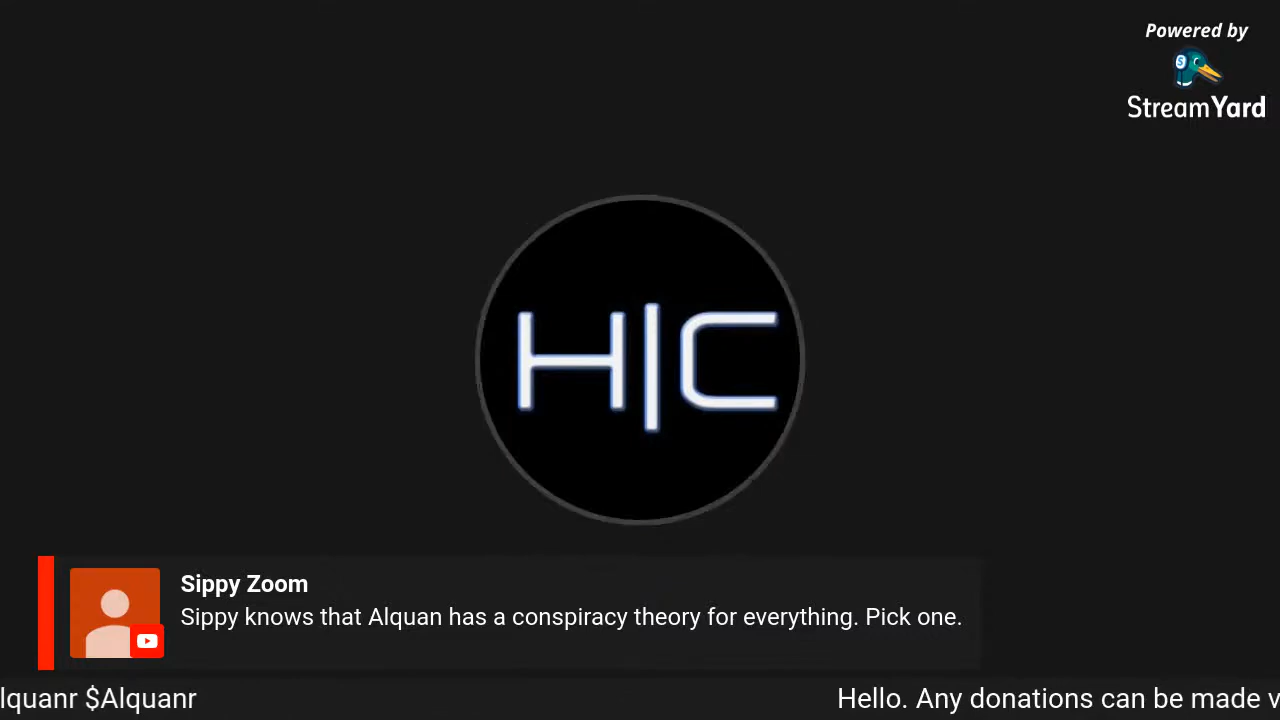 Powered by
StreamYard
H|C
Sippy Zoom
Sippy knows that Alquan has a conspiracy theory for everything. Pick one.
lquanr $Alquanr
Hello. Any donations can be made v